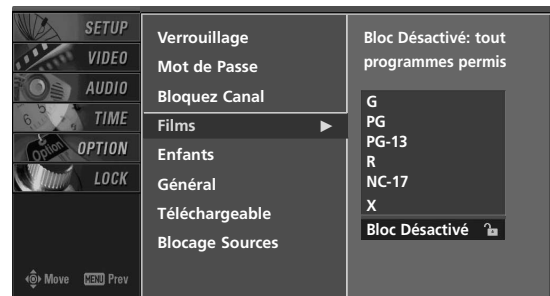 SETUP
VIDEO
AUDIO
TIME
OPTION
LOCK
Move MENU Prev
Verrouillage
Mot de Passe
Bloquez Canal
Films
Enfants
Général
Téléchargeable
Blocage Sources
Bloc Désactivé: tout
programmes permis
G
PG
PG-13
R
NC-17
X
Bloc Désactivé